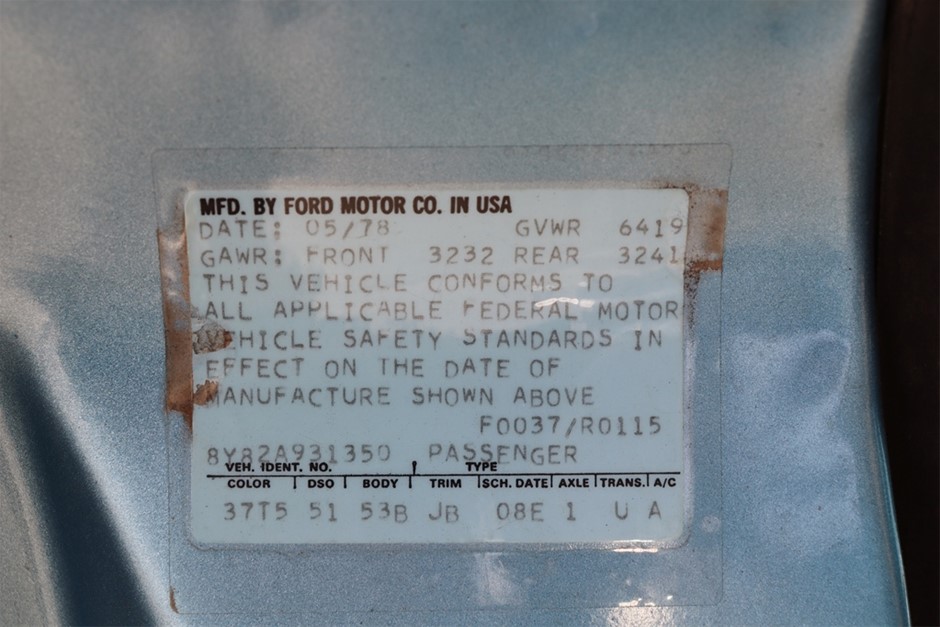 MFD. BY FORD MOTOR CO. IN USA
DATE: 05/78 GVWR 6419
GAWR: FRONT 3232 REAR 3241
THIS VEHICLE CONFORMS TO
ALL APPLICABLE FEDERAL MOTOR
VEHICLE SAFETY STANDARDS IN
EFFECT ON THE DATE OF
MANUFACTURE SHOWN ABOVE
F0037/R0115
8Y82A931350 PASSENGER
VEH. IDENT. NO. TYPE
COLOR DSO BODY TRIM SCH. DATE AXLE TRANS. A/C
37T5 51 53B JB 08E 1 U A